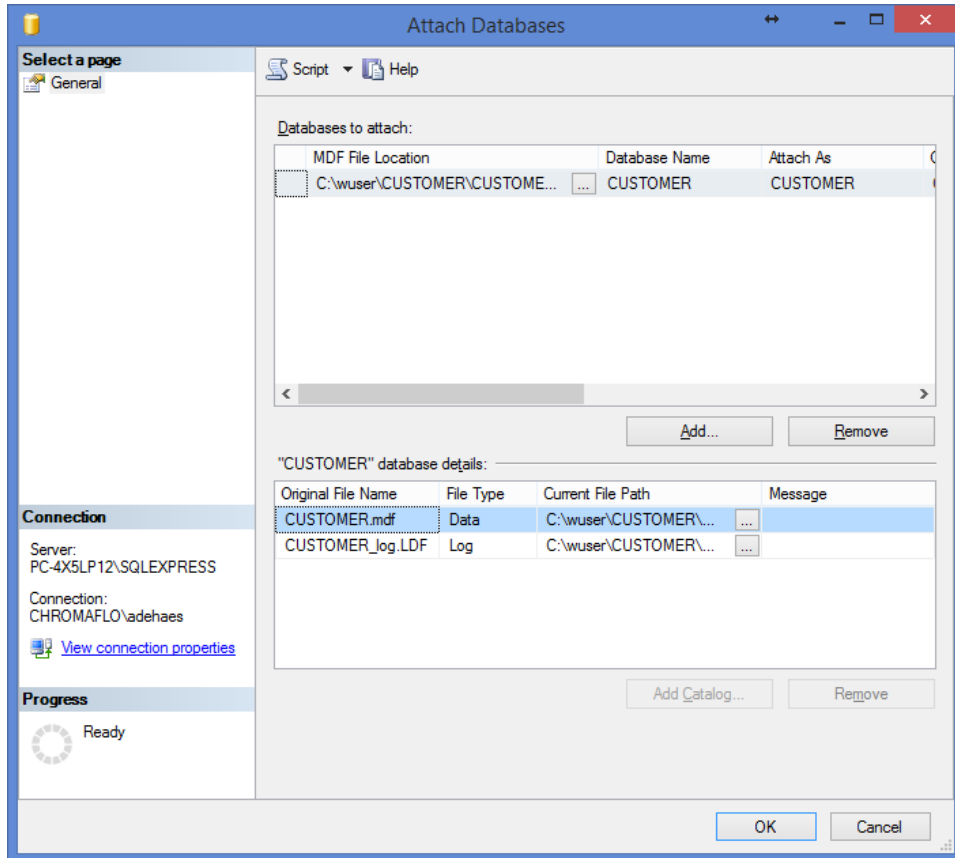 Attach Databases
Select a page
General
Script Help
Databases to attach:
MDF File Location Database Name Attach As
C:\wuser\CUSTOMER\CUSTOME... ... CUSTOMER CUSTOMER
Add... Remove
"CUSTOMER" database details:
Original File Name File Type Current File Path Message
CUSTOMER.mdf Data C:\wuser\CUSTOMER\... ...
CUSTOMER_log.LDF Log C:\wuser\CUSTOMER\... ...
Connection
Server:
PC-4X5LP12\SQLEXPRESS
Connection:
CHROMAFLO\adehaes
View connection properties
Add Catalog... Remove
Progress
Ready
OK Cancel